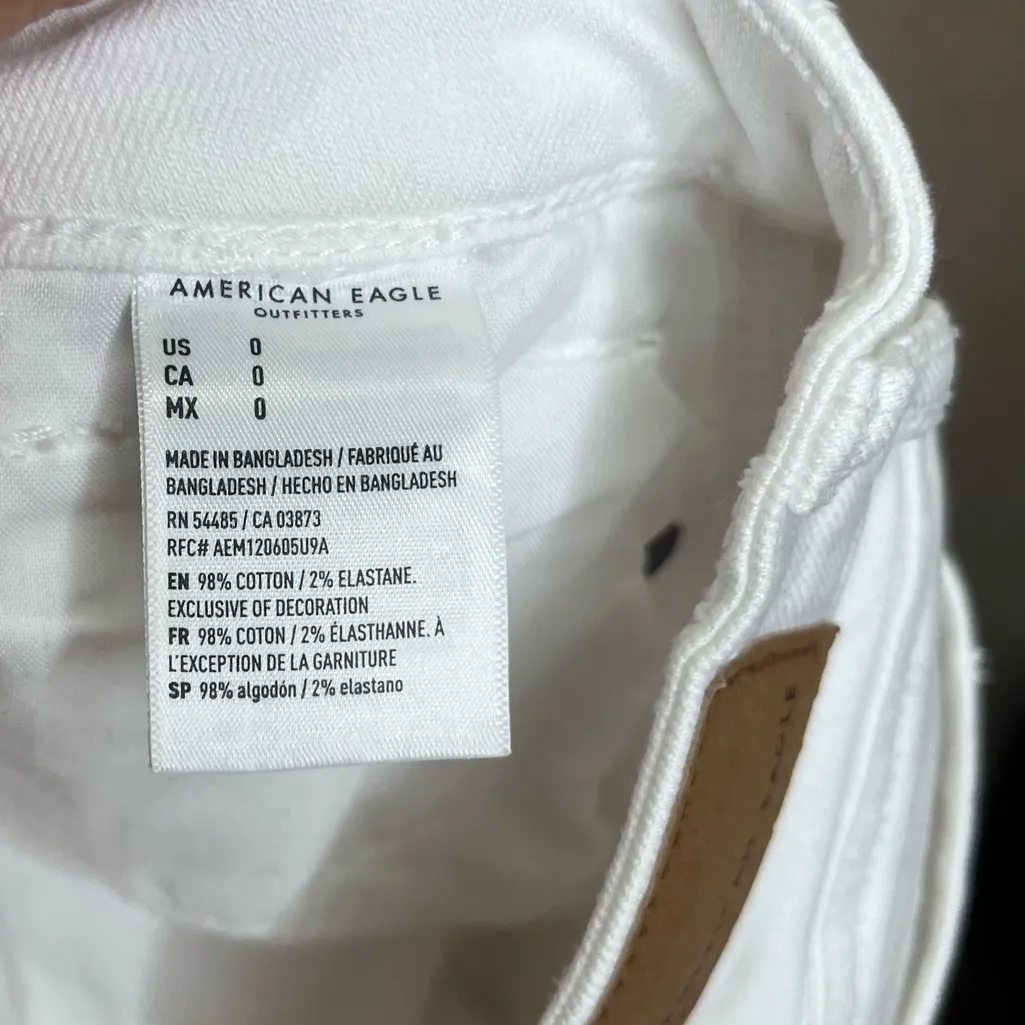 AMERICAN EAGLE
OUTFITTERS
US 0
CA 0
MX 0
MADE IN BANGLADESH / FABRIQUÉ AU
BANGLADESH / HECHO EN BANGLADESH
RN 54485 / CA 03873
RFC# AEM120605U9A
EN 98% COTTON / 2% ELASTANE.
EXCLUSIVE OF DECORATION
FR 98% COTON / 2% ÉLASTHANNE. À
L'EXCEPTION DE LA GARNITURE
SP 98% algodón / 2% elastano
EAGLE